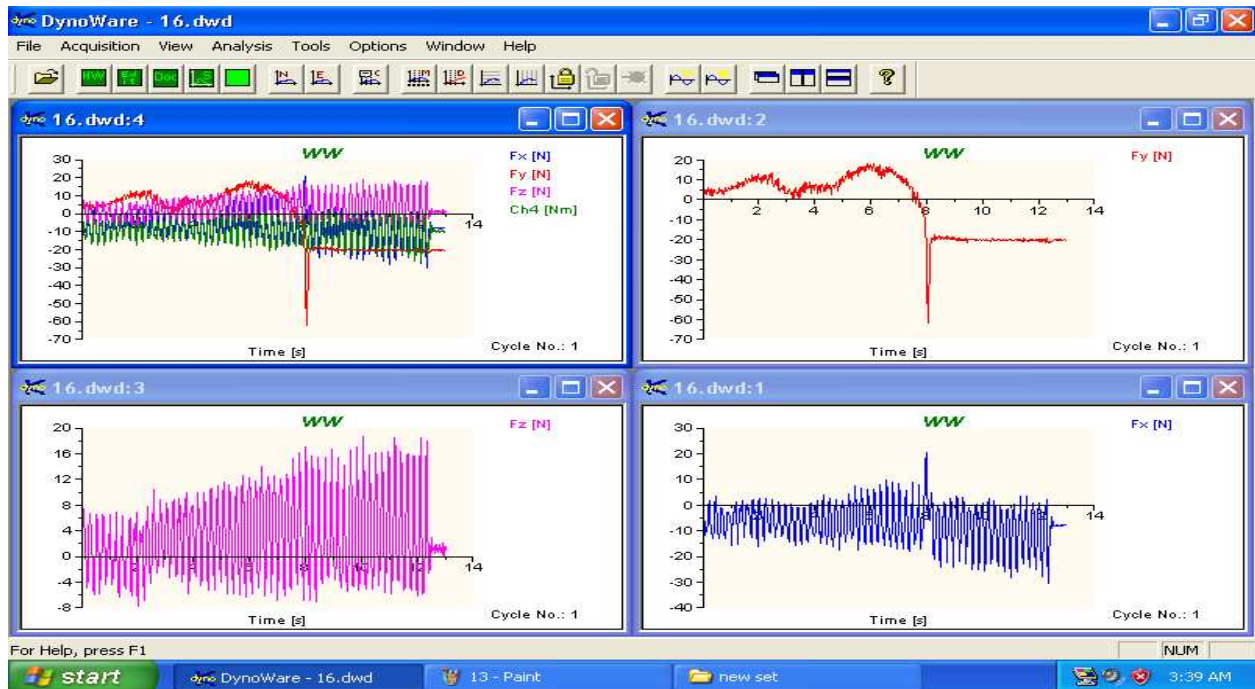 DynoWare - 16.dwd
File Acquisition View Analysis Tools Options Window Help
HW Doc N E C M D ?
16.dwd:4
WW
30
20
10
0
-10
-20
-30
-40
-50
-60
-70
14
Time [s]
Fx [N]
Fy [N]
Fz [N]
Ch4 [Nm]
Cycle No.: 1
16.dwd:2
WW
20
10
0
-10
-20
-30
-40
-50
-60
-70
2 4 6 8 10 12 14
Time [s]
Fy [N]
Cycle No.: 1
16.dwd:3
WW
20
16
12
8
4
0
-4
-8
14
Time [s]
Fz [N]
Cycle No.: 1
16.dwd:1
WW
30
20
10
0
-10
-20
-30
-40
14
Time [s]
Fx [N]
Cycle No.: 1
For Help, press F1
NUM
start DynoWare - 16.dwd 13 - Paint new set 3:39 AM